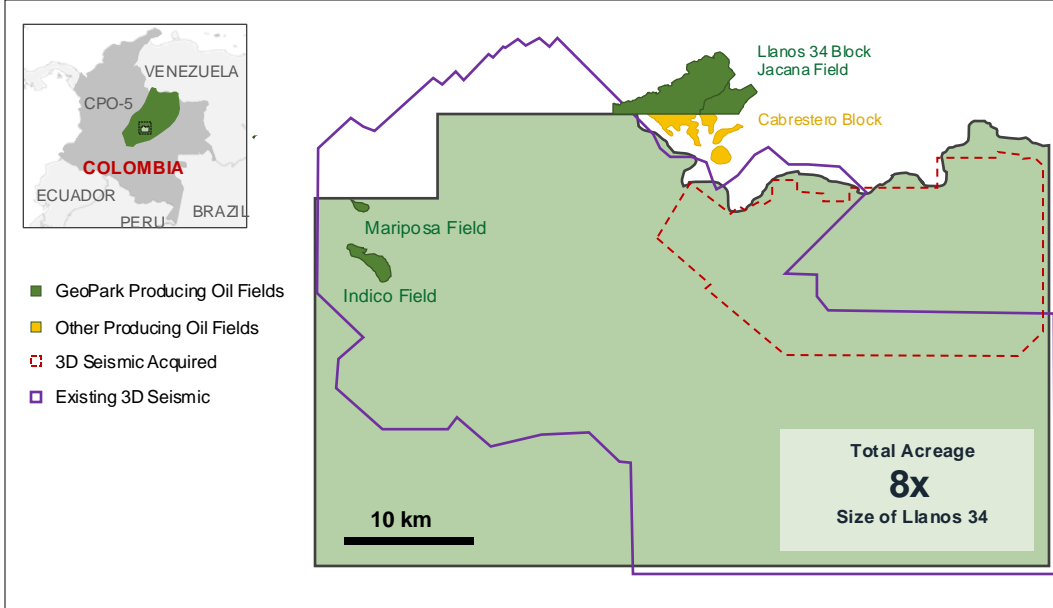 VENEZUELA
CPO-5
COLOMBIA
ECUADOR
PERU
BRAZIL
GeoPark Producing Oil Fields
Other Producing Oil Fields
3D Seismic Acquired
Existing 3D Seismic
Llanos 34 Block
Jacana Field
Cabrestero Block
Mariposa Field
Indico Field
10 km
Total Acreage
8x
Size of Llanos 34